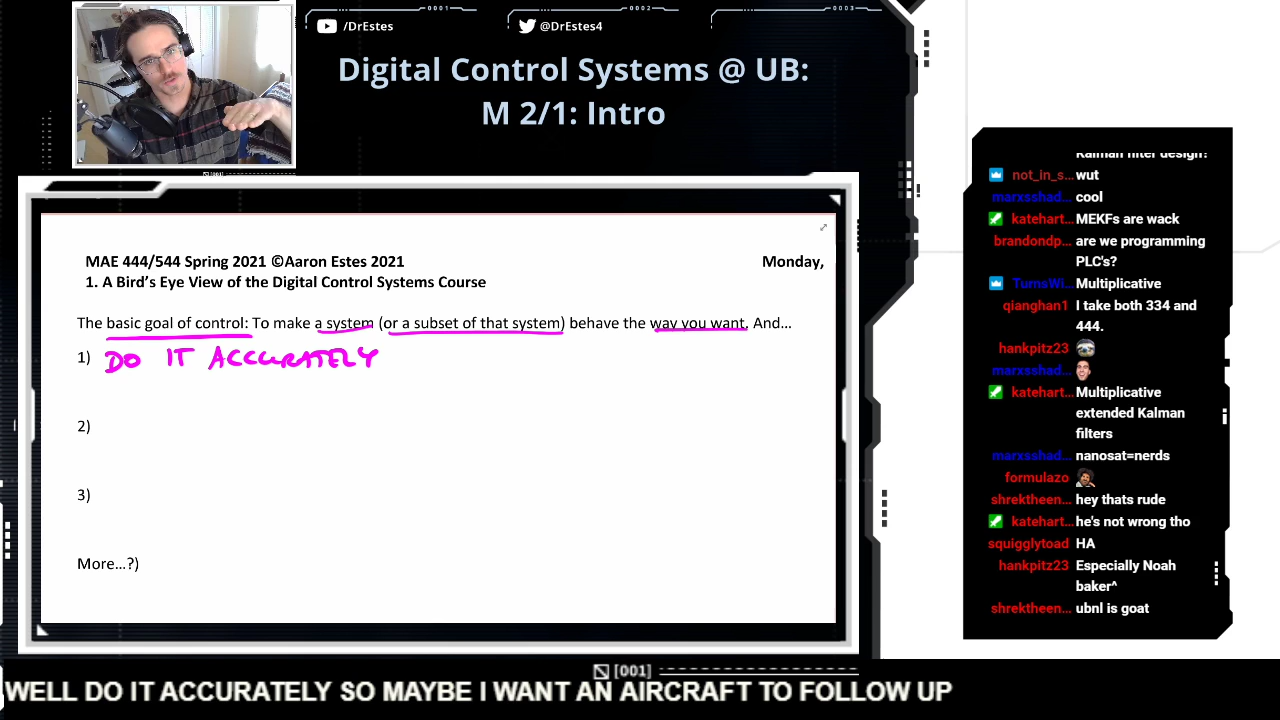 0001
0002
0003
/DrEstes
@DrEstes4
Digital Control Systems @ UB:
M 2/1: Intro
[001]
MAE 444/544 Spring 2021 ©Aaron Estes 2021 Monday,
1. A Bird's Eye View of the Digital Control Systems Course
The basic goal of control: To make a system (or a subset of that system) behave the way you want. And...
1) DO IT ACCURATELY
2)
3)
More...?)
Kalman filter design?
not_in_s... wut
marxsshad... cool
katehart... MEKFs are wack
brandondp... are we programming
PLC's?
TurnsWi... Multiplicative
qianghan1 I take both 334 and
444.
hankpitz23
marxsshad...
katehart... Multiplicative
extended Kalman
filters
marxsshad... nanosat=nerds
formulazo
shrektheen... hey thats rude
katehart... he's not wrong tho
squigglytoad HA
hankpitz23 Especially Noah
baker^
shrektheen... ubnl is goat
[001]
WELL DO IT ACCURATELY SO MAYBE I WANT AN AIRCRAFT TO FOLLOW UP